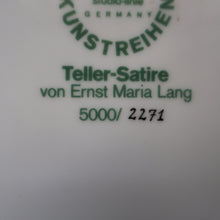 studio-linie
GERMANY
KUNSTREIHEN
Teller-Satire
von Ernst Maria Lang
5000/ 2271